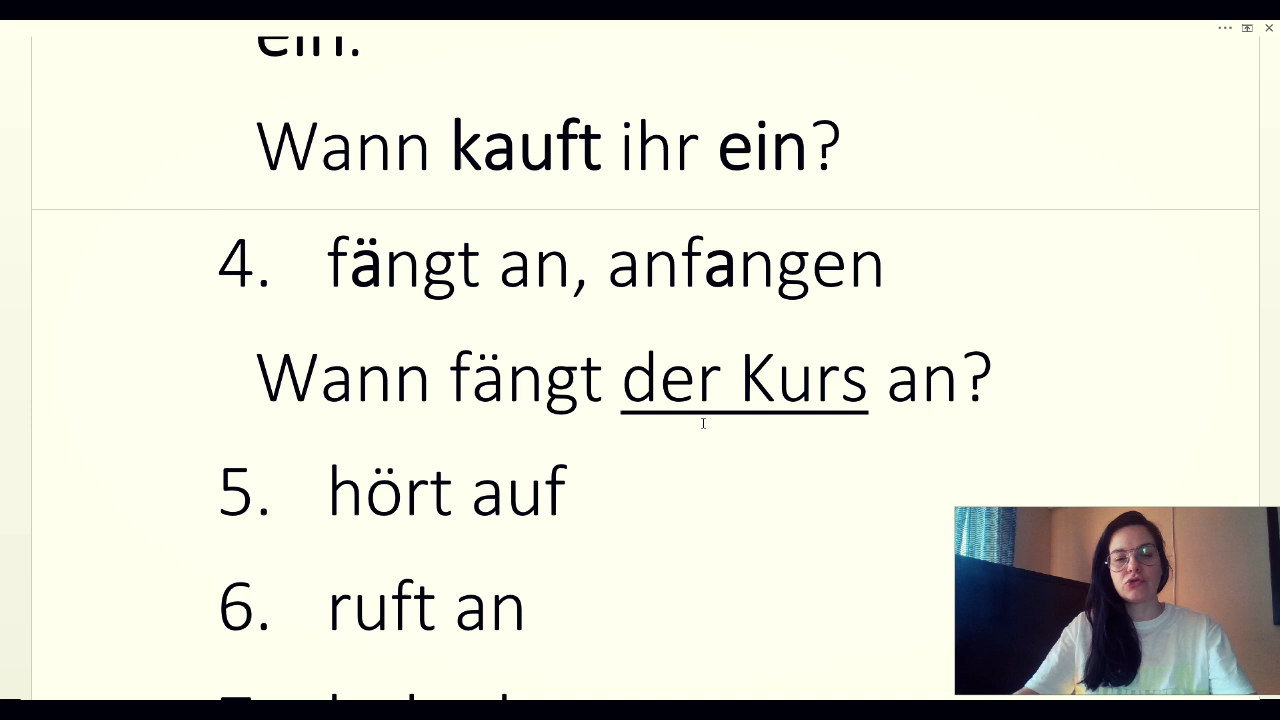 ein.
Wann kauft ihr ein?
4. fängt an, anfangen
Wann fängt der Kurs an?
5. hört auf
6. ruft an